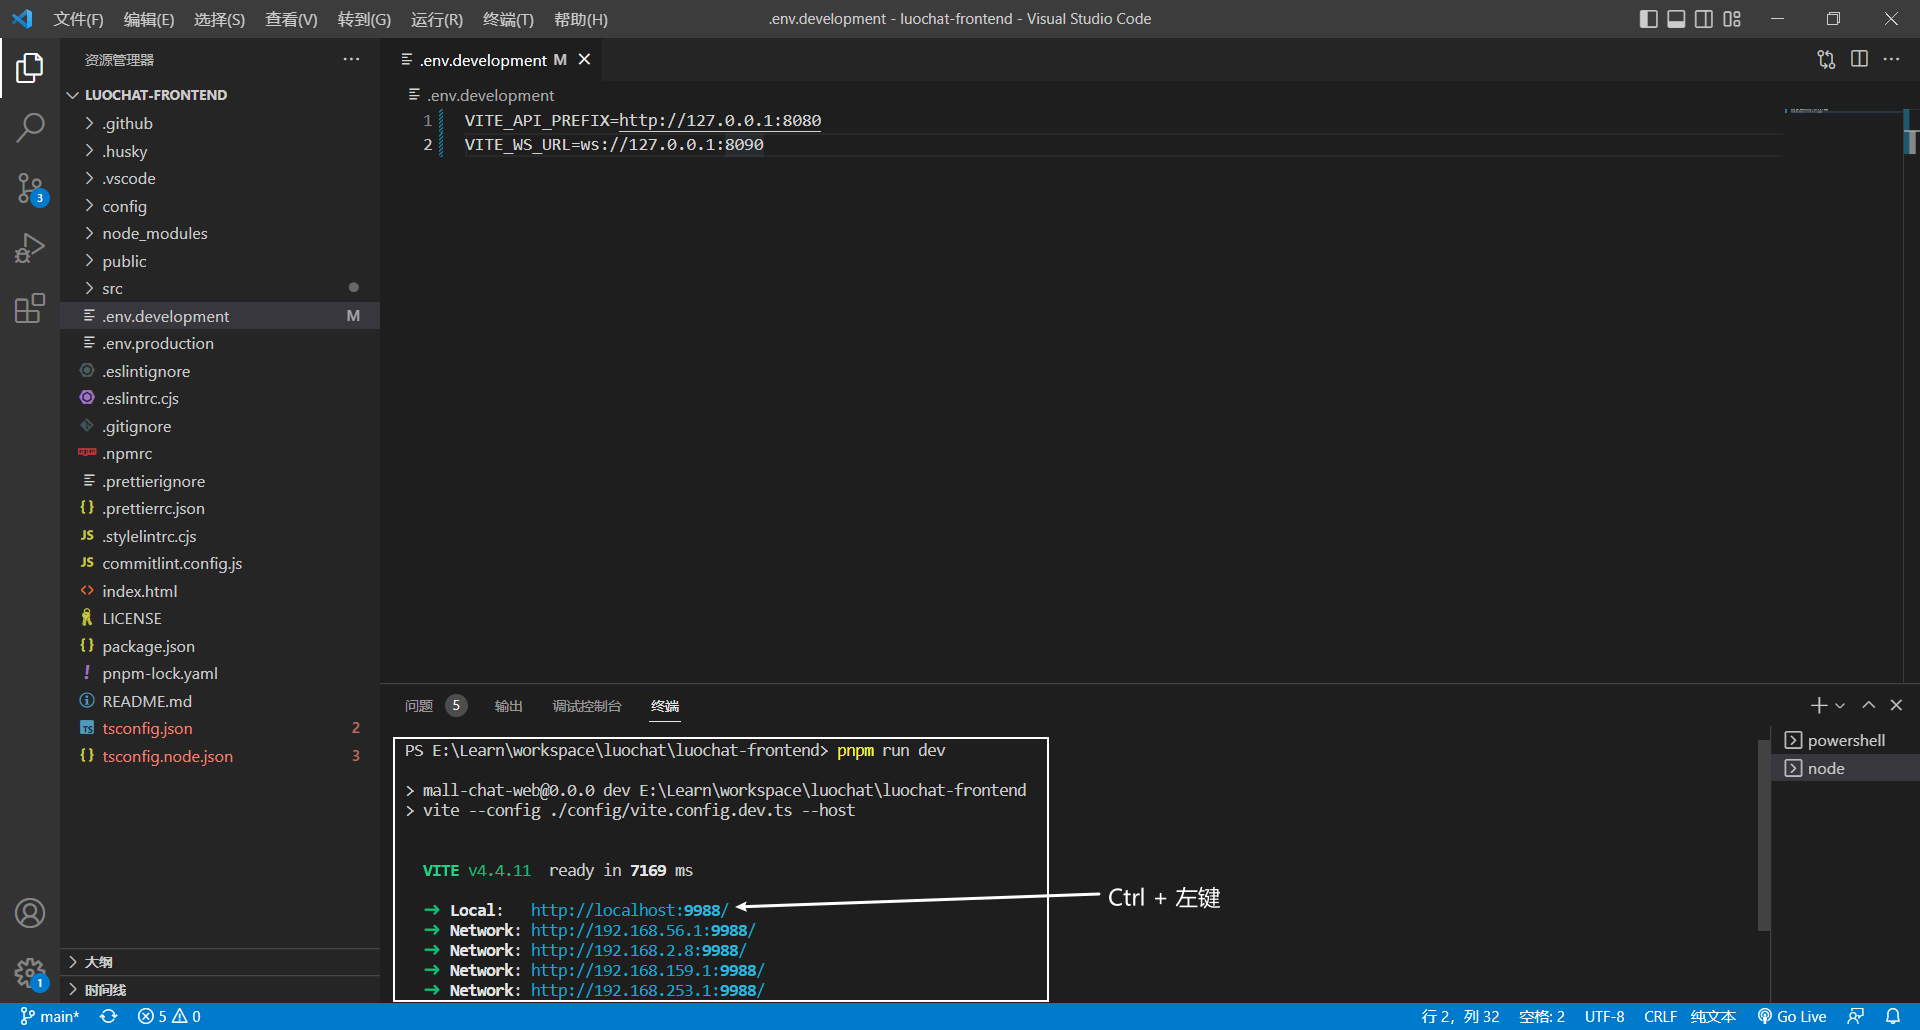 文件(F) 编辑(E) 选择(S) 查看(V) 转到(G) 运行(R) 终端(T) 帮助(H) .env.development - luochat-frontend - Visual Studio Code
资源管理器
LUOCHAT-FRONTEND
.github
.husky
.vscode
config
node_modules
public
src
.env.development M
.env.production
.eslintignore
.eslintrc.cjs
.gitignore
.npmrc
.prettierignore
.prettierrc.json
JS .stylelintrc.cjs
JS commitlint.config.js
index.html
LICENSE
package.json
pnpm-lock.yaml
README.md
TS tsconfig.json 2
tsconfig.node.json 3
大纲
时间线
3
1
.env.development M
.env.development
1 VITE_API_PREFIX=http://127.0.0.1:8080
2 VITE_WS_URL=ws://127.0.0.1:8090
问题 5 输出 调试控制台 终端
PS E:\Learn\workspace\luochat\luochat-frontend> pnpm run dev
> mall-chat-web@0.0.0 dev E:\Learn\workspace\luochat\luochat-frontend
> vite --config ./config/vite.config.dev.ts --host
VITE v4.4.11 ready in 7169 ms
➜ Local: http://localhost:9988/
➜ Network: http://192.168.56.1:9988/
➜ Network: http://192.168.2.8:9988/
➜ Network: http://192.168.159.1:9988/
➜ Network: http://192.168.253.1:9988/
Ctrl + 左键
powershell
node
main* 5 0 行 2，列 32 空格: 2 UTF-8 CRLF 纯文本 Go Live